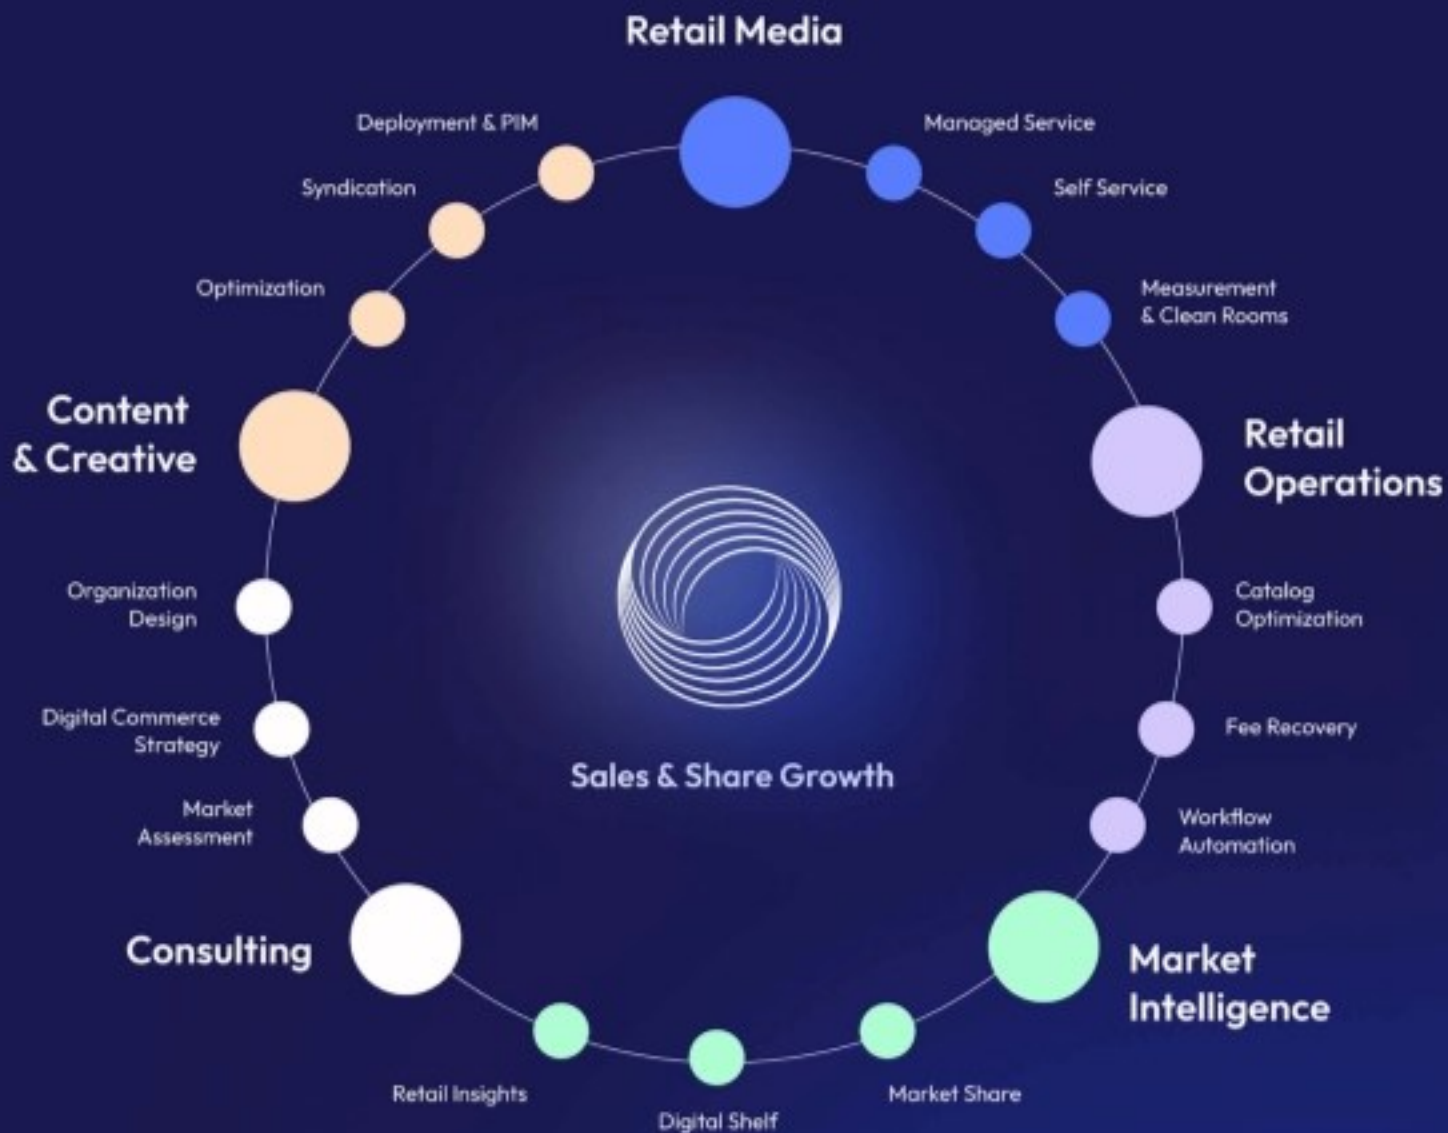 Retail Media
Managed Service
Self Service
Measurement
& Clean Rooms
Retail
Operations
Catalog
Optimization
Fee Recovery
Workflow
Automation
Market
Intelligence
Market Share
Digital Shelf
Retail Insights
Consulting
Market
Assessment
Digital Commerce
Strategy
Organization
Design
Content
& Creative
Optimization
Syndication
Deployment & PIM
Sales & Share Growth